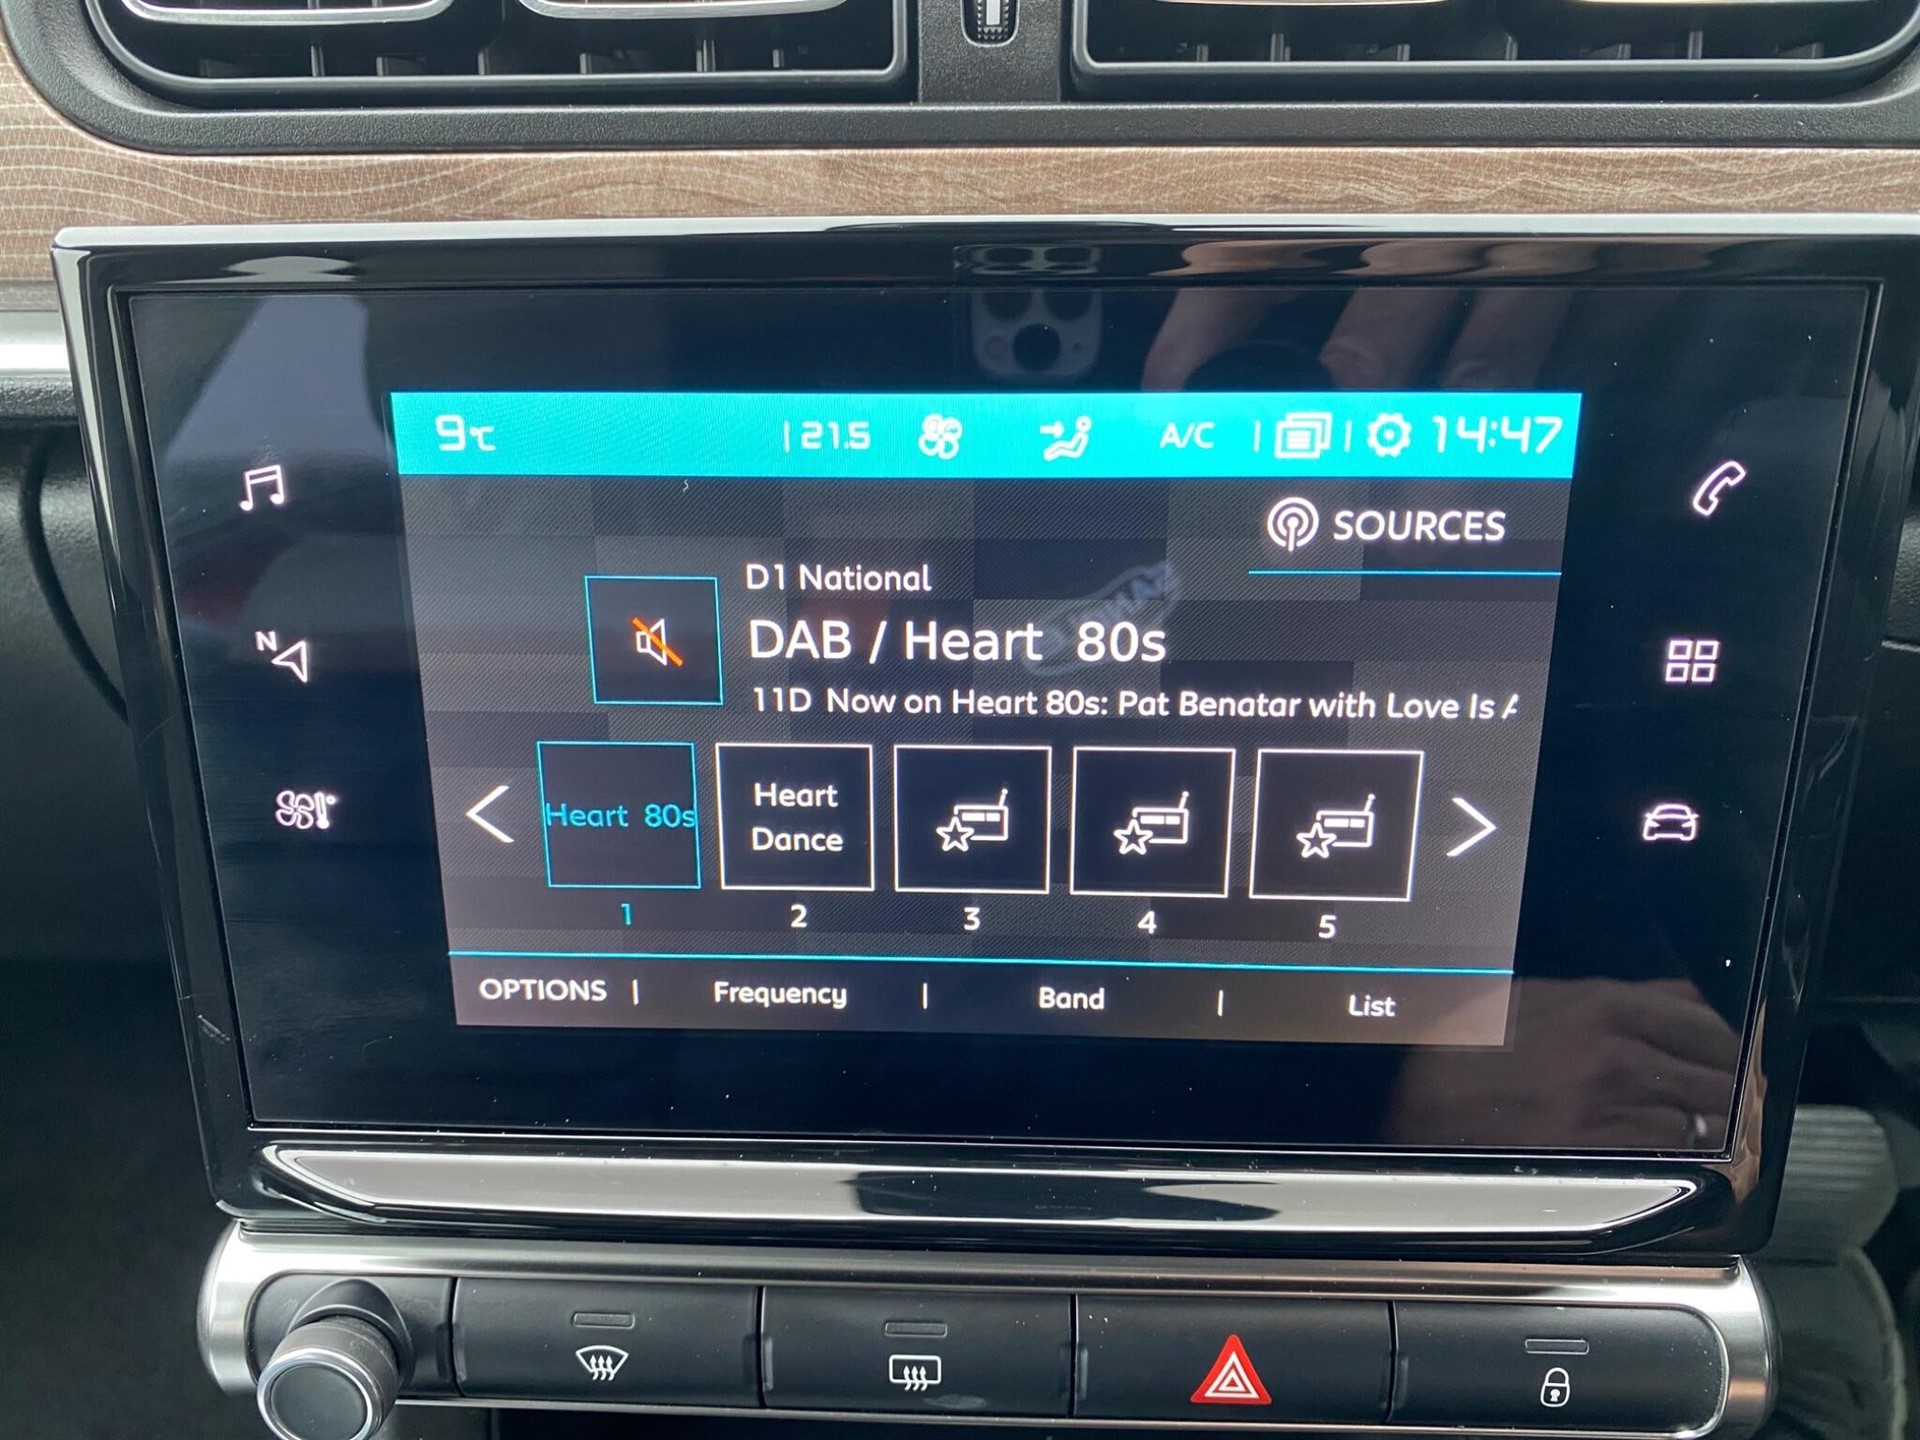 9°C | 21.5 A/C | | 14:47
SOURCES
D1 National
DAB / Heart 80s
11D Now on Heart 80s: Pat Benatar with Love Is A
N
Heart 80s
Heart
Dance
1 2 3 4 5
OPTIONS | Frequency | Band | List